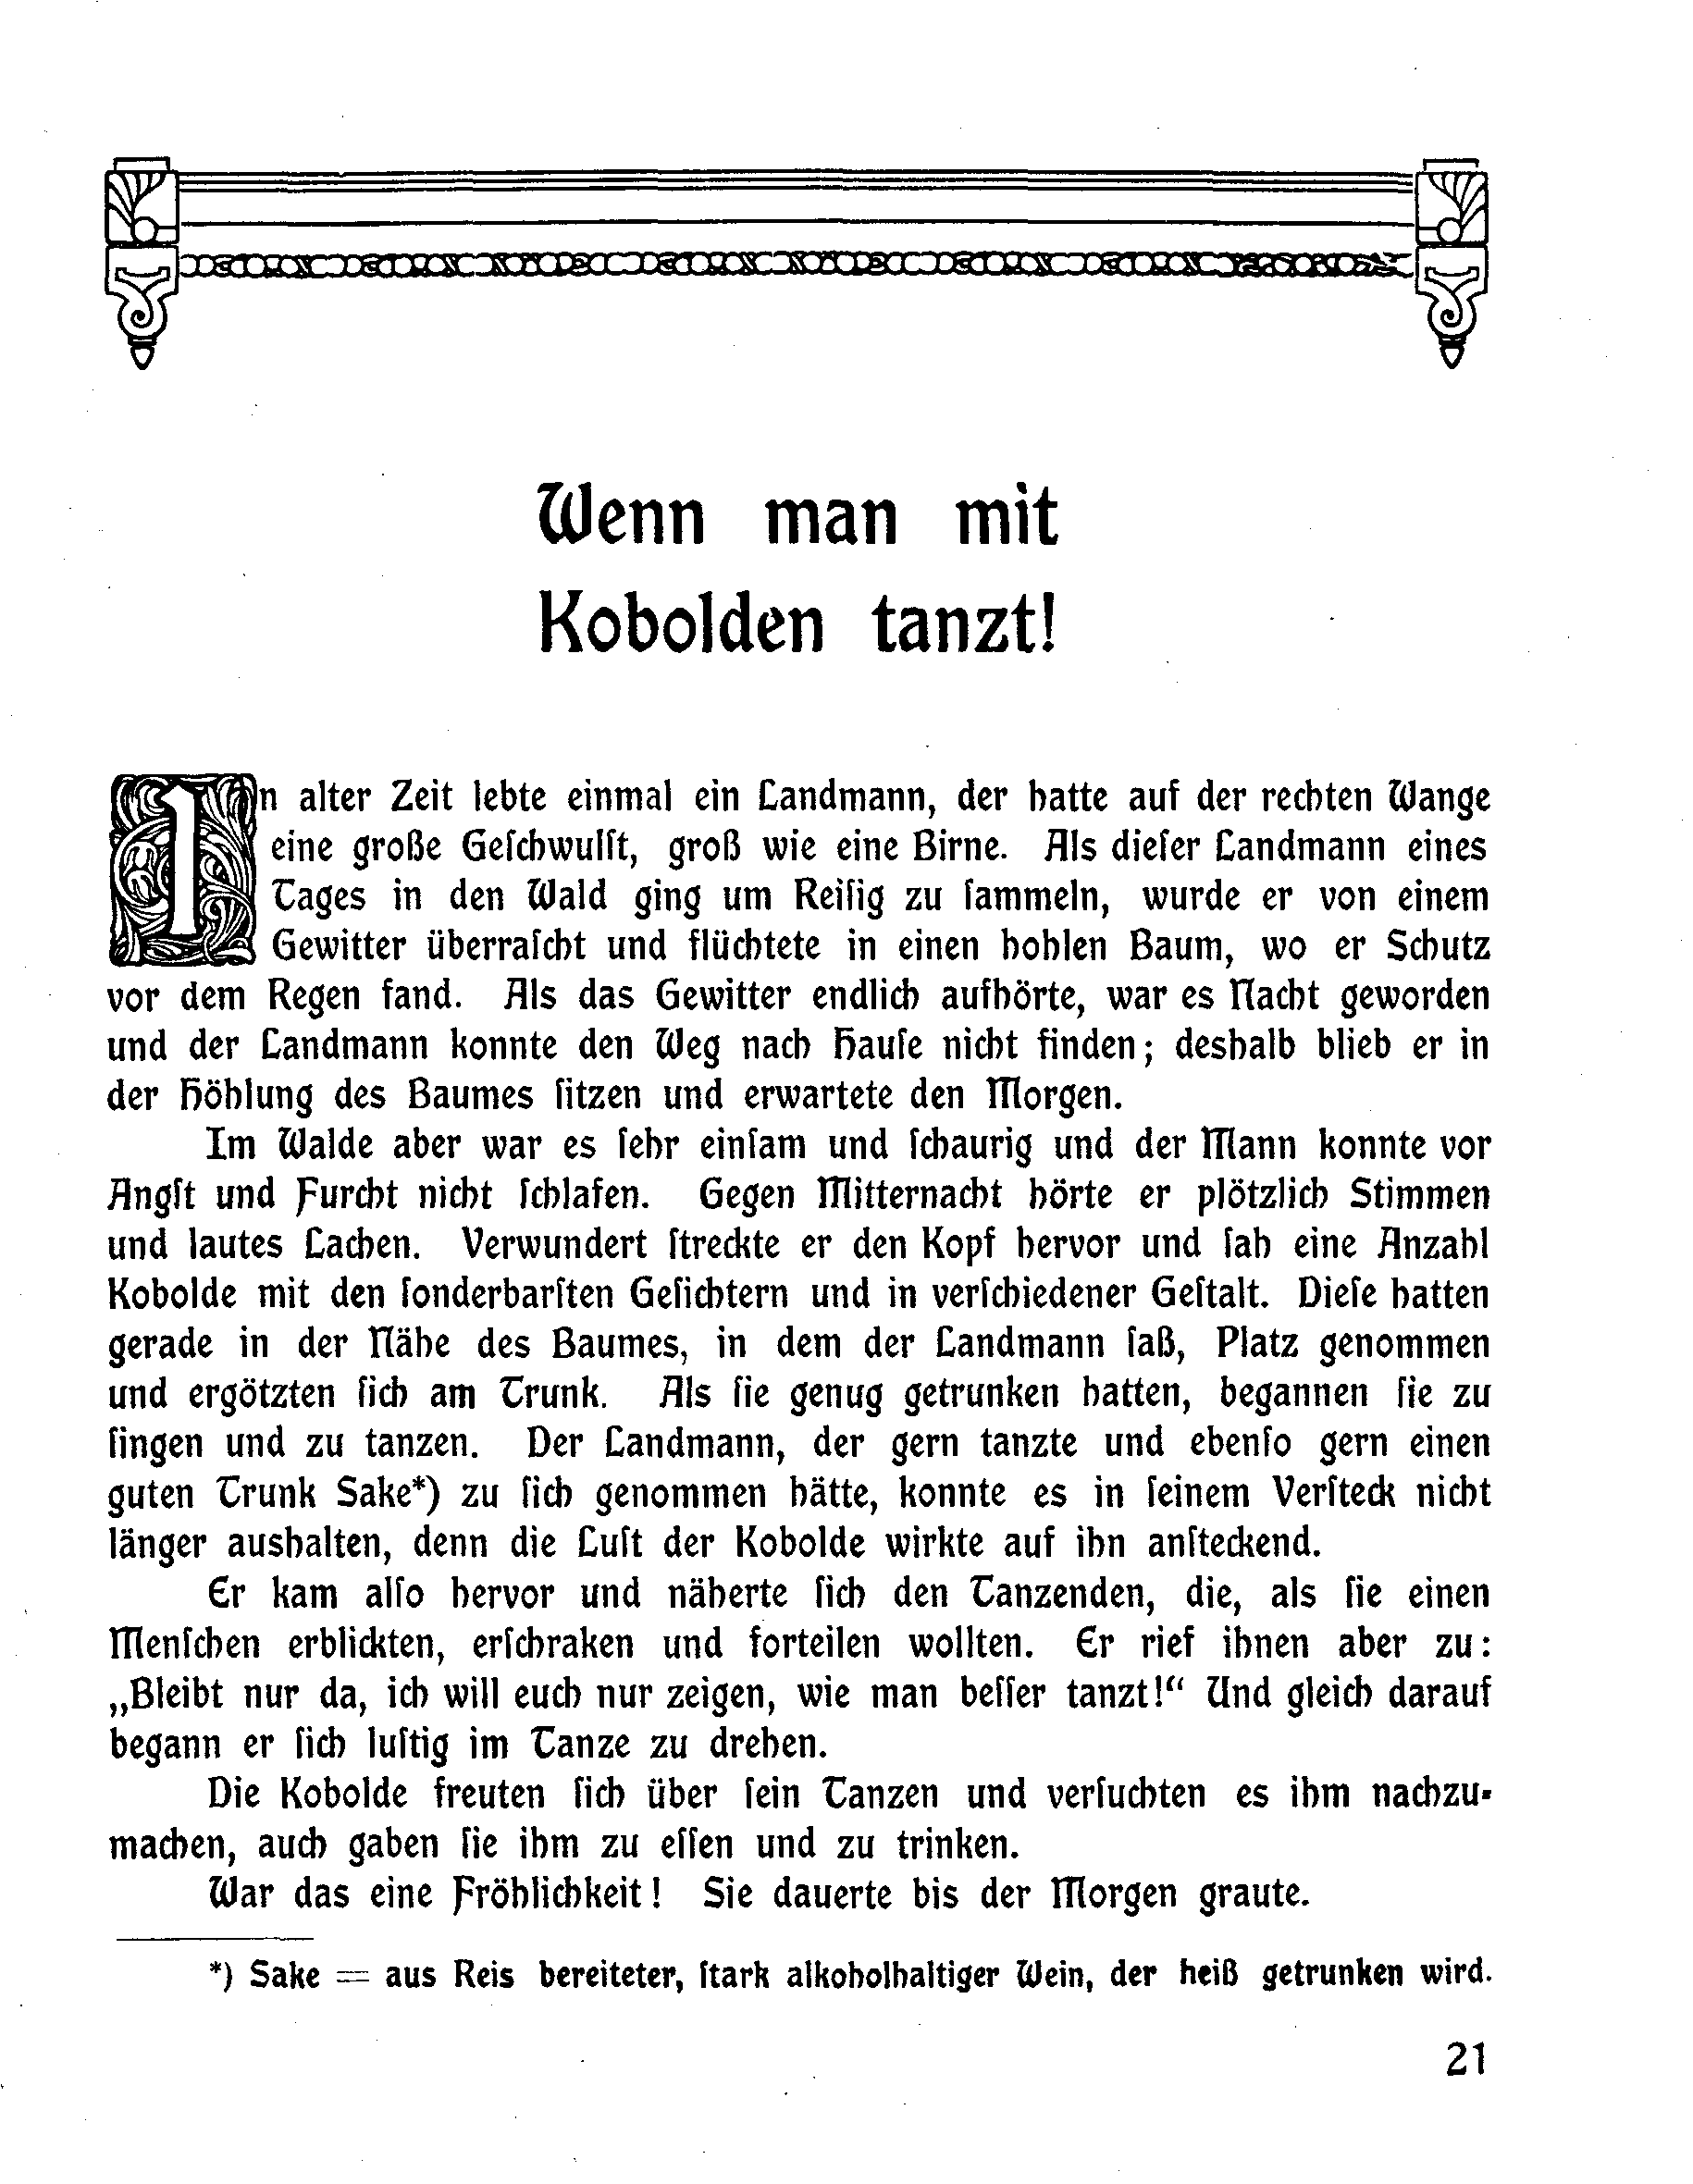 Wenn man mit
Kobolden tanzt!
In alter Zeit lebte einmal ein Landmann, der hatte auf der rechten Wange
eine große Geſchwulſt, groß wie eine Birne. Als dieſer Landmann eines
Tages in den Wald ging um Reiſig zu ſammeln, wurde er von einem
Gewitter überraſcht und flüchtete in einen hohlen Baum, wo er Schutz
vor dem Regen fand. Als das Gewitter endlich aufhörte, war es Nacht geworden
und der Landmann konnte den Weg nach Hauſe nicht finden; deshalb blieb er in
der Höhlung des Baumes ſitzen und erwartete den Morgen.
Im Walde aber war es ſehr einſam und ſchaurig und der Mann konnte vor
Angſt und Furcht nicht ſchlafen. Gegen Mitternacht hörte er plötzlich Stimmen
und lautes Lachen. Verwundert ſtreckte er den Kopf hervor und ſah eine Anzahl
Kobolde mit den ſonderbarſten Geſichtern und in verſchiedener Geſtalt. Dieſe hatten
gerade in der Nähe des Baumes, in dem der Landmann ſaß, Platz genommen
und ergötzten ſich am Trunk. Als ſie genug getrunken hatten, begannen ſie zu
ſingen und zu tanzen. Der Landmann, der gern tanzte und ebenſo gern einen
guten Trunk Sake*) zu ſich genommen hätte, konnte es in ſeinem Verſteck nicht
länger aushalten, denn die Luſt der Kobolde wirkte auf ihn anſteckend.
Er kam alſo hervor und näherte ſich den Tanzenden, die, als ſie einen
Menſchen erblickten, erſchraken und forteilen wollten. Er rief ihnen aber zu:
„Bleibt nur da, ich will euch nur zeigen, wie man beſſer tanzt!“ Und gleich darauf
begann er ſich luſtig im Tanze zu drehen.
Die Kobolde freuten ſich über ſein Tanzen und verſuchten es ihm nachzu-
machen, auch gaben ſie ihm zu eſſen und zu trinken.
War das eine Fröhlichkeit! Sie dauerte bis der Morgen graute.
*) Sake = aus Reis bereiteter, ſtark alkoholhaltiger Wein, der heiß getrunken wird.
21